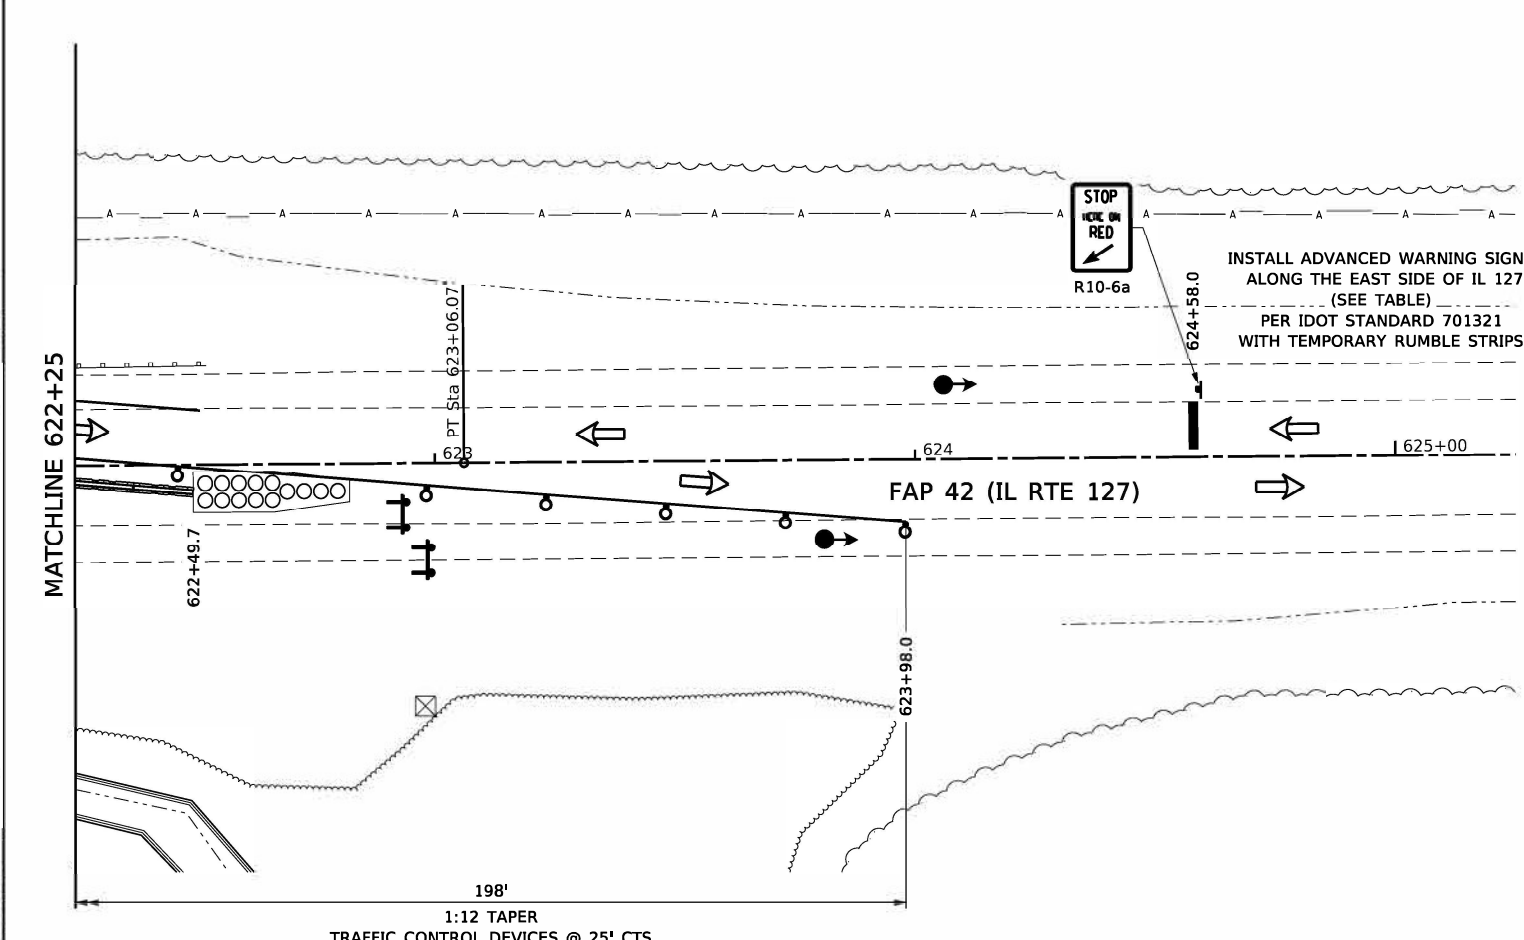 A A A A A A A A A A A A A A A A A
STOP
HERE ON
RED
R10-6a
624+58.0
INSTALL ADVANCED WARNING SIGN
ALONG THE EAST SIDE OF IL 127
(SEE TABLE)
PER IDOT STANDARD 701321
WITH TEMPORARY RUMBLE STRIPS
PT Sta 623+06.07
MATCHLINE 622+25
623
624
625+00
FAP 42 (IL RTE 127)
622+49.7
623+98.0
198'
1:12 TAPER
TRAFFIC CONTROL DEVICES @ 25' CTS